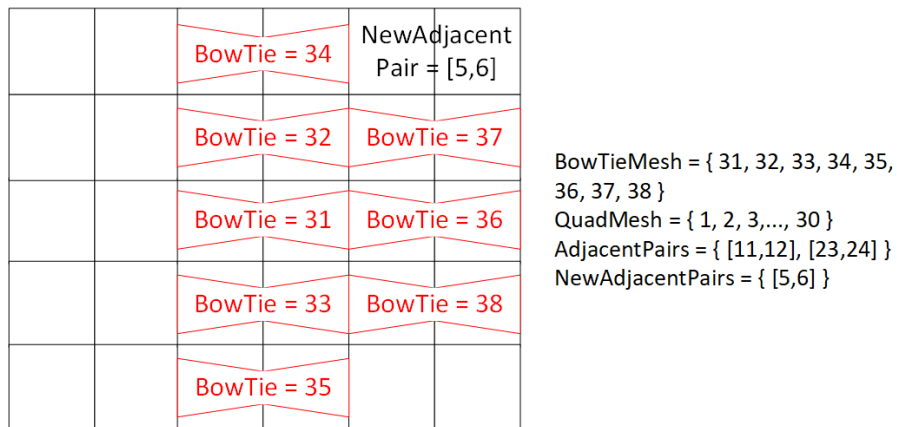 BowTie = 34
NewAdjacent
Pair = [5,6]
BowTie = 32
BowTie = 37
BowTie = 31
BowTie = 36
BowTie = 33
BowTie = 38
BowTie = 35
BowTieMesh = { 31, 32, 33, 34, 35,
36, 37, 38 }
QuadMesh = { 1, 2, 3,..., 30 }
AdjacentPairs = { [11,12], [23,24] }
NewAdjacentPairs = { [5,6] }